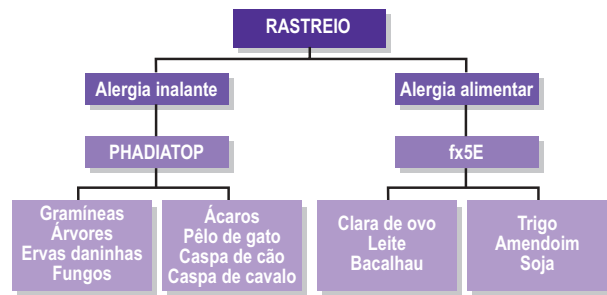 RASTREIO
Alergia inalante
Alergia alimentar
PHADIATOP
fx5E
Gramíneas
Árvores
Ervas daninhas
Fungos
Ácaros
Pêlo de gato
Caspa de cão
Caspa de cavalo
Clara de ovo
Leite
Bacalhau
Trigo
Amendoim
Soja